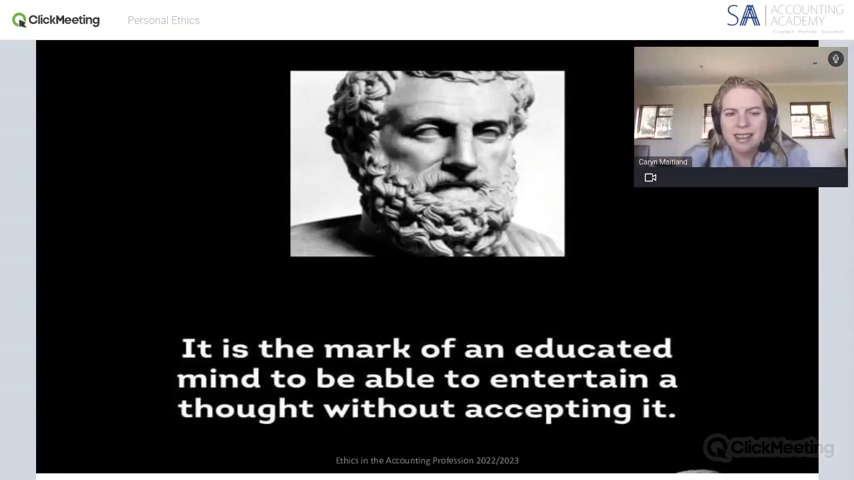 ClickMeeting
Personal Ethics
SA ACCOUNTING
ACADEMY
Caryn Maitland
It is the mark of an educated
mind to be able to entertain a
thought without accepting it.
ClickMeeting
Ethics in the Accounting Profession 2022/2023